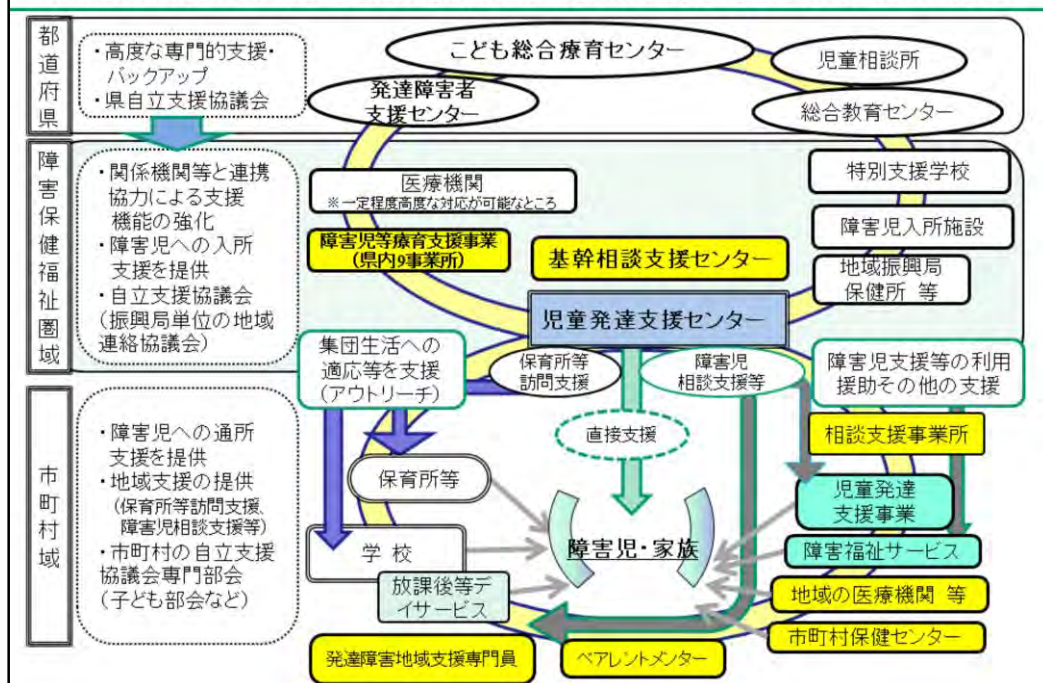 都道府県
・高度な専門的支援・
バックアップ
・県自立支援協議会
こども総合療育センター
発達障害者
支援センター
児童相談所
総合教育センター
障害保健福祉圏域
・関係機関等と連携
協力による支援
機能の強化
・障害児への入所
支援を提供
・自立支援協議会
(振興局単位の地域
連絡協議会)
医療機関
※一定程度高度な対応が可能なところ
障害児等療育支援事業
(県内9事業所)
基幹相談支援センター
特別支援学校
障害児入所施設
地域振興局
保健所 等
児童発達支援センター
集団生活への
適応等を支援
(アウトリーチ)
保育所等
訪問支援
障害児
相談支援等
障害児支援等の利用
援助その他の支援
市町村域
・障害児への通所
支援を提供
・地域支援の提供
(保育所等訪問支援、
障害児相談支援等)
・市町村の自立支援
協議会専門部会
(子ども部会など)
直接支援
相談支援事業所
保育所等
児童発達
支援事業
学 校
障害児・家族
障害福祉サービス
放課後等デ
イサービス
地域の医療機関 等
市町村保健センター
発達障害地域支援専門員
ペアレントメンター